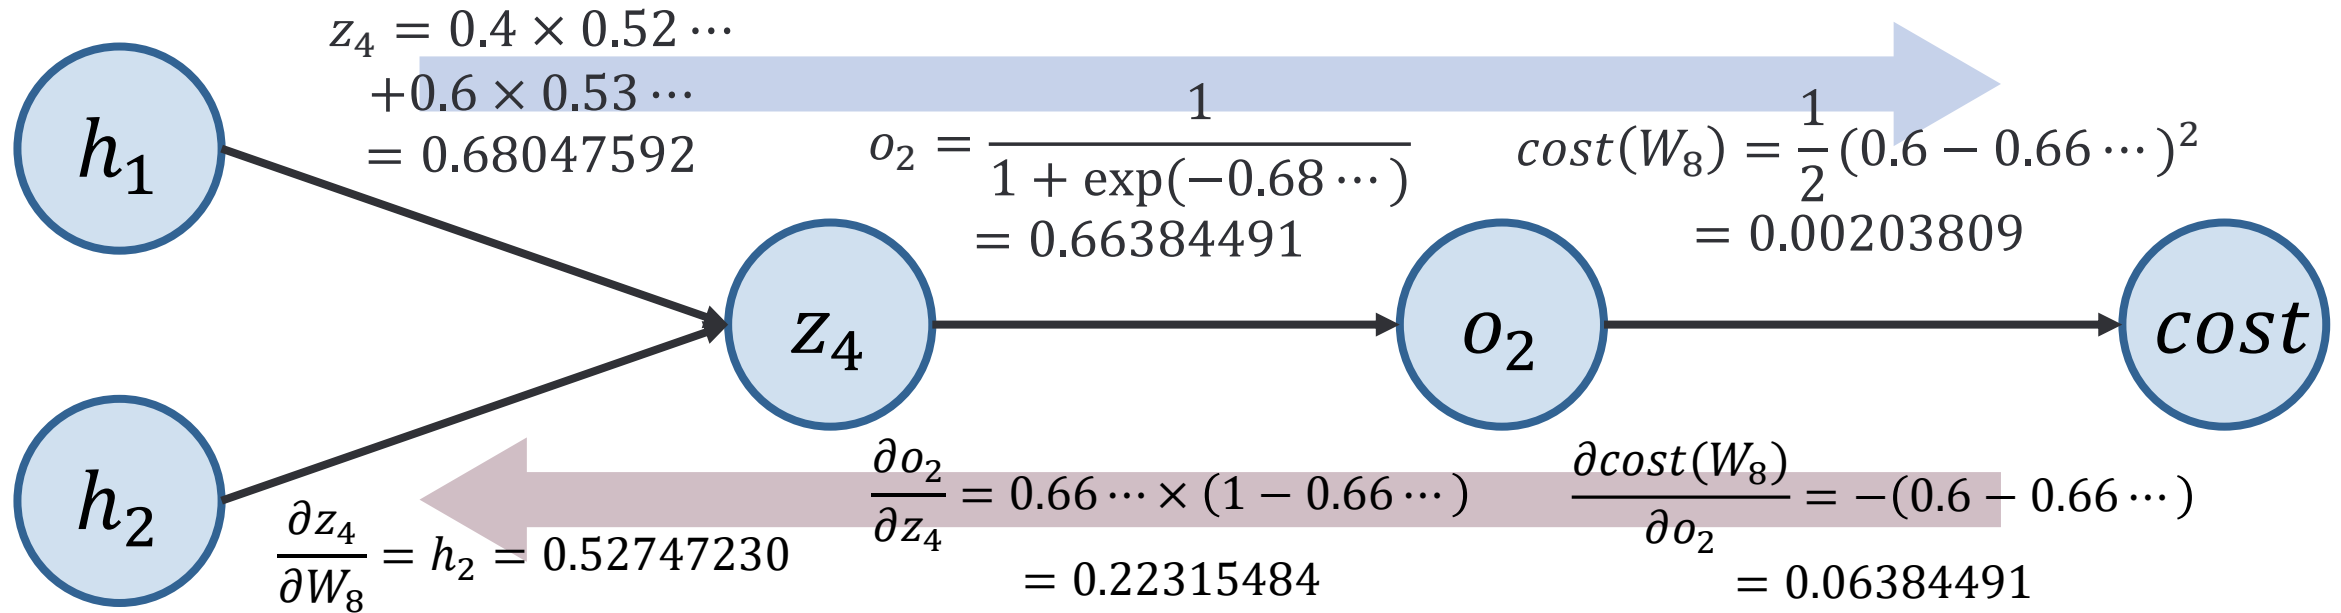 z₄ = 0.4 × 0.52 ⋯
+0.6 × 0.53 ⋯
= 0.68047592
h₁
o₂ = 1 / (1 + exp(−0.68 ⋯ ))
= 0.66384491
cost(W₈) = 1/2 (0.6 − 0.66 ⋯ )²
= 0.00203809
z₄
o₂
cost
h₂
∂z₄/∂W₈ = h₂ = 0.52747230
∂o₂/∂z₄ = 0.66 ⋯ × (1 − 0.66 ⋯ )
= 0.22315484
∂cost(W₈)/∂o₂ = −(0.6 − 0.66 ⋯ )
= 0.06384491